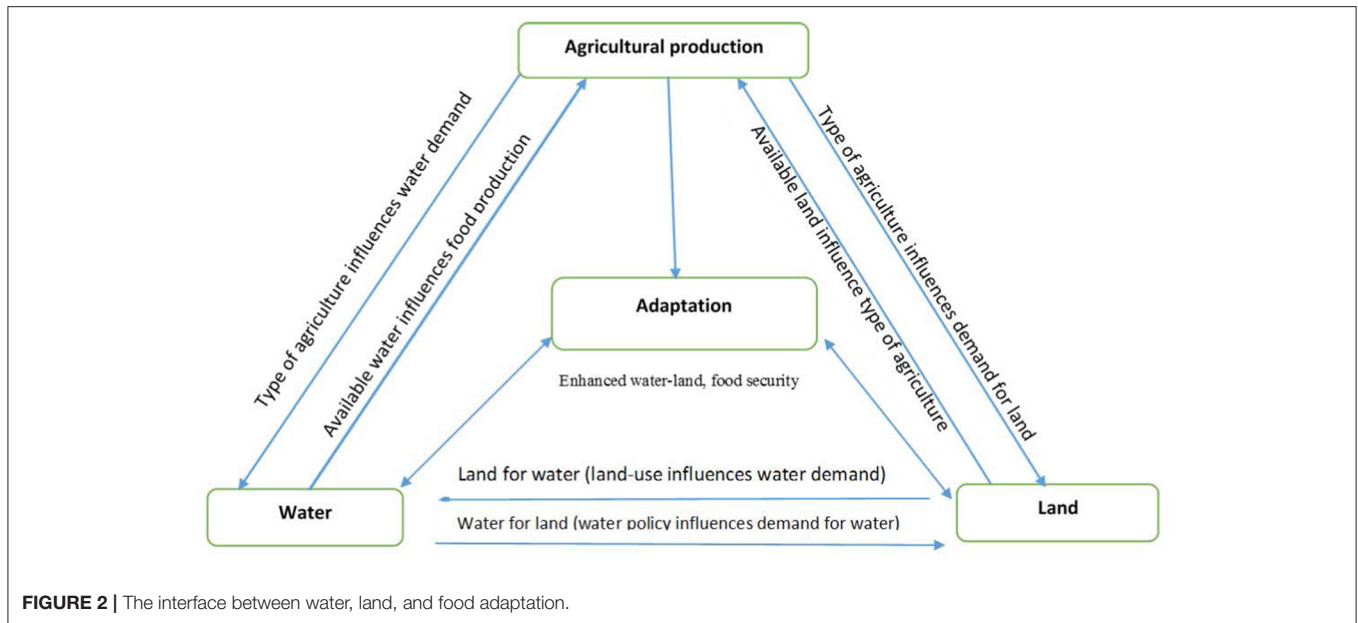 Agricultural production
Type of agriculture influences water demand
Available water influences food production
Available land influence type of agriculture
Type of agriculture influences demand for land
Adaptation
Enhanced water-land, food security
Land for water (land-use influences water demand)
Water for land (water policy influences demand for water)
Water
Land
FIGURE 2 | The interface between water, land, and food adaptation.